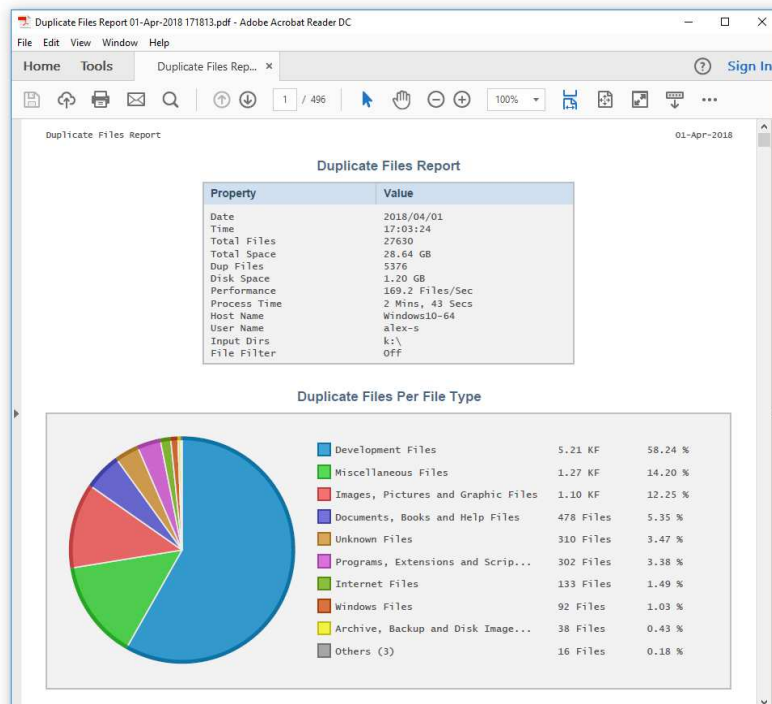 Duplicate Files Report 01-Apr-2018 171813.pdf - Adobe Acrobat Reader DC
File Edit View Window Help
Home Tools Duplicate Files Rep... × ? Sign In
1 / 496 100%
Duplicate Files Report 01-Apr-2018
Duplicate Files Report
Property Value
Date 2018/04/01
Time 17:03:24
Total Files 27630
Total Space 28.64 GB
Dup Files 5376
Disk Space 1.20 GB
Performance 169.2 Files/Sec
Process Time 2 Mins, 43 Secs
Host Name Windows10-64
User Name alex-s
Input Dirs k:\
File Filter Off
Duplicate Files Per File Type
Development Files 5.21 KF 58.24 %
Miscellaneous Files 1.27 KF 14.20 %
Images, Pictures and Graphic Files 1.10 KF 12.25 %
Documents, Books and Help Files 478 Files 5.35 %
Unknown Files 310 Files 3.47 %
Programs, Extensions and Scrip... 302 Files 3.38 %
Internet Files 133 Files 1.49 %
Windows Files 92 Files 1.03 %
Archive, Backup and Disk Image... 38 Files 0.43 %
Others (3) 16 Files 0.18 %